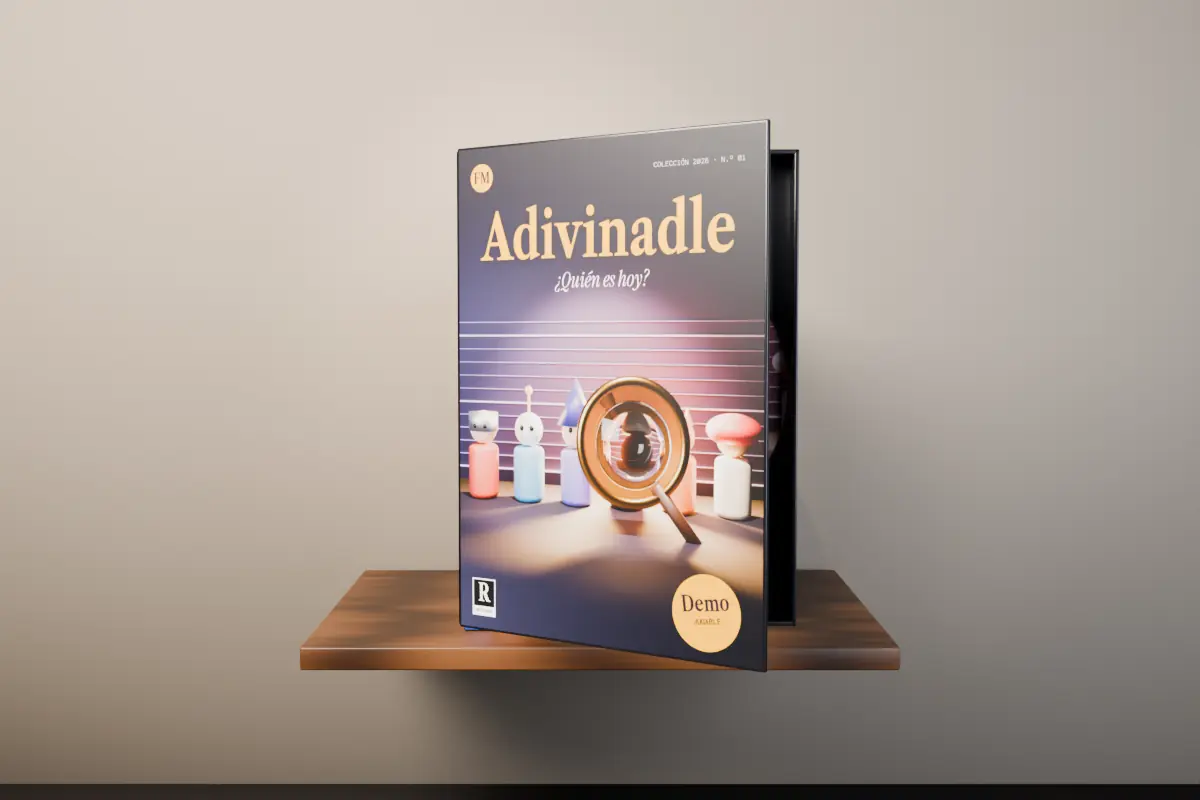 FM
COLECCIÓN 2026 · N.º 01
Adivinadle
¿Quién es hoy?
R
Demo